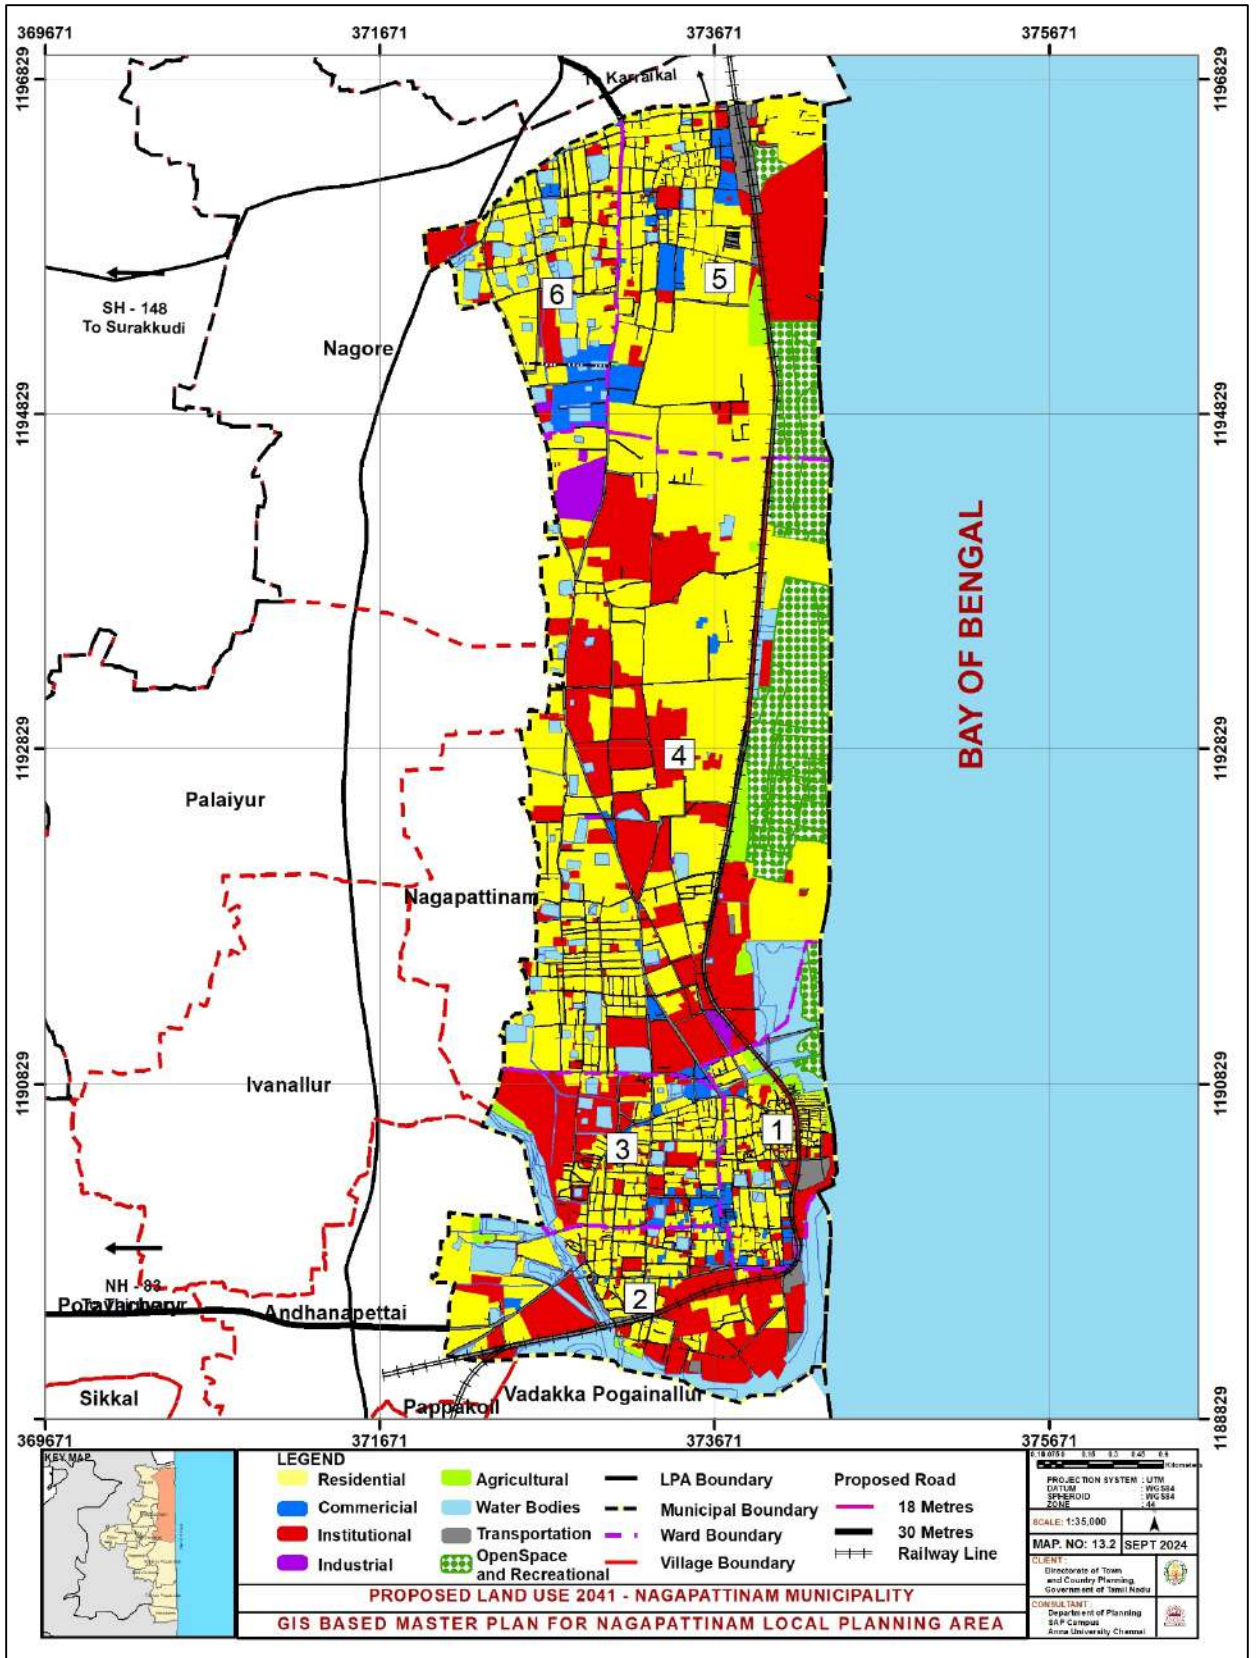 369671
371671
373671
375671
1196829
1196829
To Karraikal
SH - 148
To Surakkudi
5
6
Nagore
1194829
1194829
BAY OF BENGAL
1192829
1192829
4
Palaiyur
Nagapattinam
Ivanallur
1190829
1190829
1
3
NH - 83
2
Andhanapettai
Sikkal
Pappakoil
Vadakka Pogainallur
1188829
369671
371671
373671
375671
KEY MAP
LEGEND
Residential
Commericial
Institutional
Industrial
Agricultural
Water Bodies
Transportation
OpenSpace
and Recreational
LPA Boundary
Municipal Boundary
Ward Boundary
Village Boundary
Proposed Road
18 Metres
30 Metres
Railway Line
PROPOSED LAND USE 2041 - NAGAPATTINAM MUNICIPALITY
GIS BASED MASTER PLAN FOR NAGAPATTINAM LOCAL PLANNING AREA
Kilometers
PROJECTION SYSTEM : UTM
DATUM : WGS84
SPHEROID : WGS84
ZONE : 44
SCALE: 1:35,000
MAP. NO: 13.2
SEPT 2024
CLIENT:
Directorate of Town
and Country Planning,
Government of Tamil Nadu
CONSULTANT:
Department of Planning
SAP Campus
Anna University Chennai